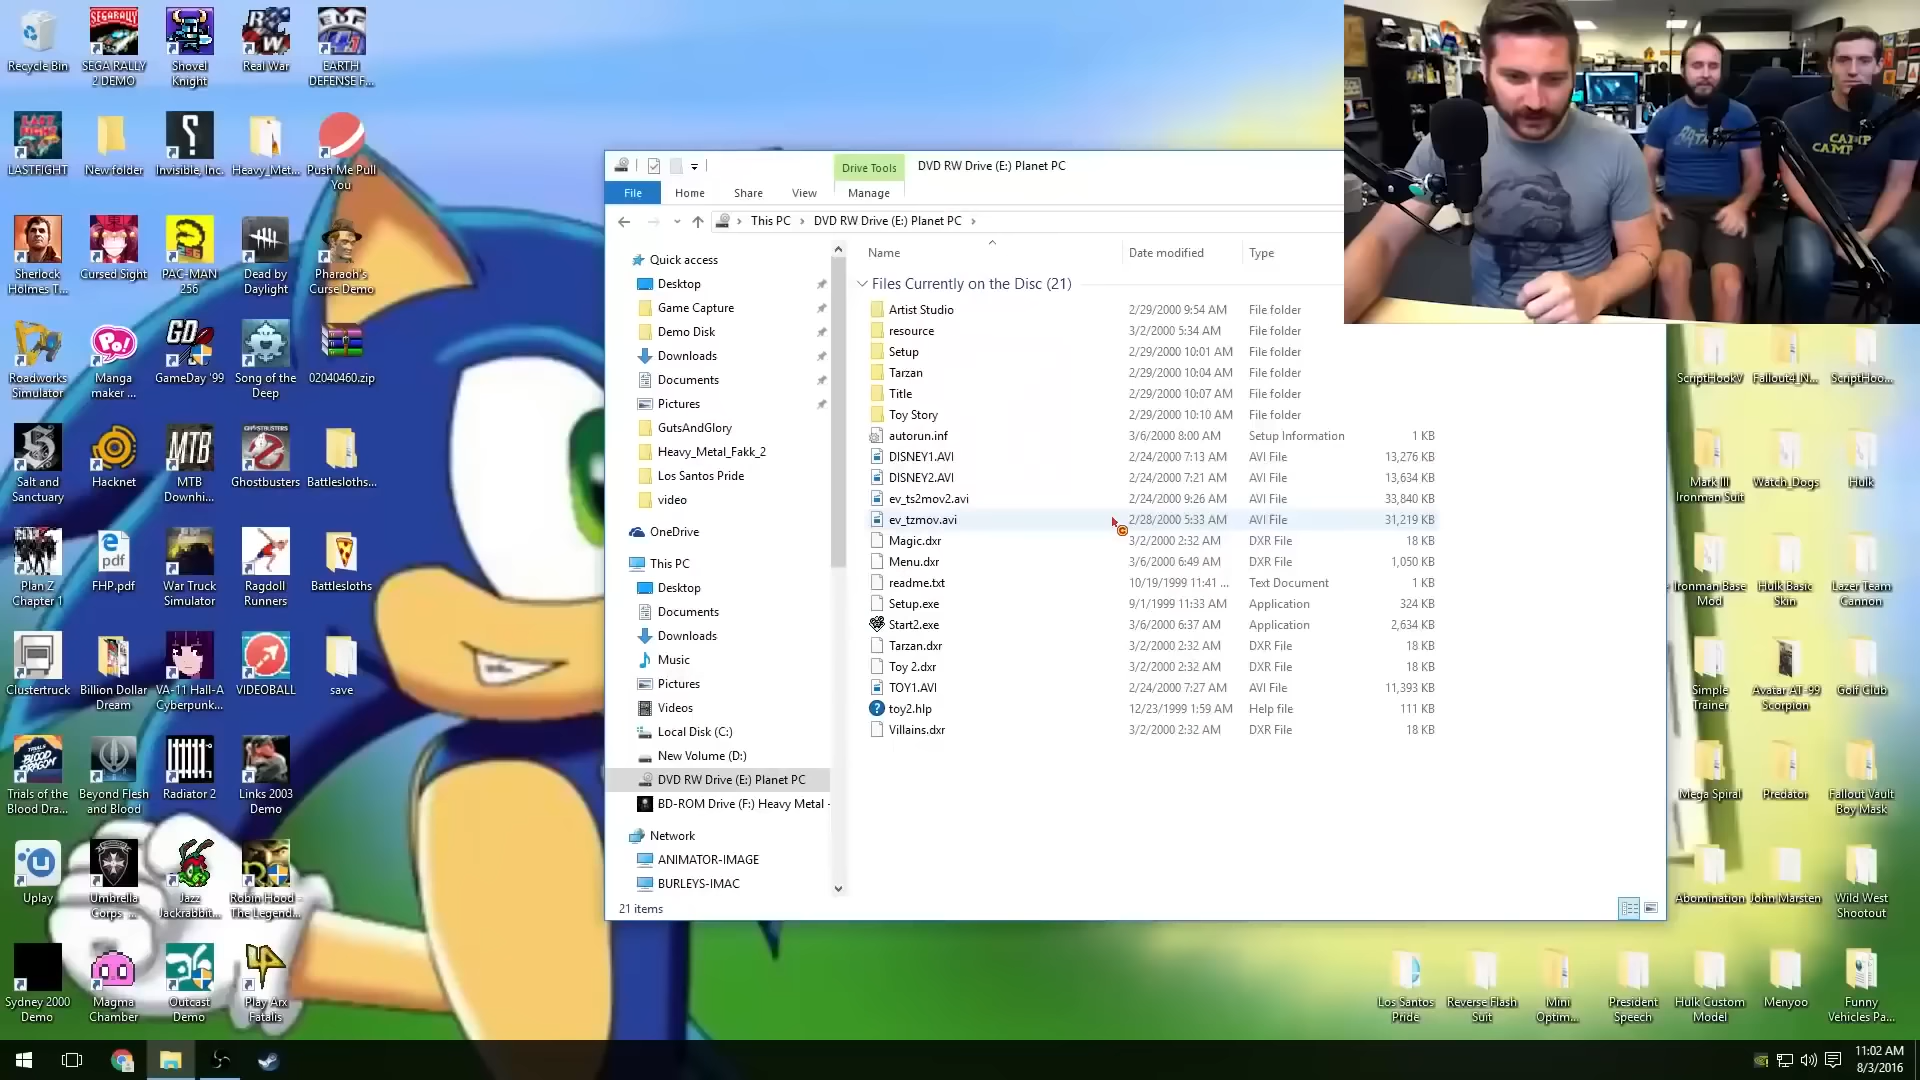 Recycle Bin
SEGA RALLY
2 DEMO
Shovel
Knight
Real War
EARTH
DEFENSE F...
LASTFIGHT
New folder
Invisible, Inc.
Heavy_Met...
Push Me Pull
You
Sherlock
Holmes T...
Cursed Sight
PAC-MAN
256
Dead by
Daylight
Pharaoh's
Curse Demo
Roadworks
Simulator
Manga
maker ...
GameDay '99
Song of the
Deep
02040460.zip
Salt and
Sanctuary
Hacknet
MTB
Downhi...
Ghostbusters
Battlesloths...
Plan Z
Chapter 1
FHP.pdf
War Truck
Simulator
Ragdoll
Runners
Battlesloths
Clustertruck
Billion Dollar
Dream
VA-11 Hall-A
Cyberpunk...
VIDEOBALL
save
Trials of the
Blood Dra...
Beyond Flesh
and Blood
Radiator 2
Links 2003
Demo
Uplay
Umbrella
Corps ...
Jazz
Jackrabbit...
Robin Hood -
The Legend...
Sydney 2000
Demo
Magma
Chamber
Outcast
Demo
Play Arx
Fatalis
Drive Tools
DVD RW Drive (E:) Planet PC
File
Home
Share
View
Manage
This PC
DVD RW Drive (E:) Planet PC
Quick access
Desktop
Game Capture
Demo Disk
Downloads
Documents
Pictures
GutsAndGlory
Heavy_Metal_Fakk_2
Los Santos Pride
video
OneDrive
This PC
Desktop
Documents
Downloads
Music
Pictures
Videos
Local Disk (C:)
New Volume (D:)
DVD RW Drive (E:) Planet PC
BD-ROM Drive (F:) Heavy Metal -
Network
ANIMATOR-IMAGE
BURLEYS-IMAC
21 items
Name Date modified Type
Files Currently on the Disc (21)
Artist Studio 2/29/2000 9:54 AM File folder
resource 3/2/2000 5:34 AM File folder
Setup 2/29/2000 10:01 AM File folder
Tarzan 2/29/2000 10:04 AM File folder
Title 2/29/2000 10:07 AM File folder
Toy Story 2/29/2000 10:10 AM File folder
autorun.inf 3/6/2000 8:00 AM Setup Information 1 KB
DISNEY1.AVI 2/24/2000 7:13 AM AVI File 13,276 KB
DISNEY2.AVI 2/24/2000 7:21 AM AVI File 13,634 KB
ev_ts2mov2.avi 2/24/2000 9:26 AM AVI File 33,840 KB
ev_tzmov.avi 2/28/2000 5:33 AM AVI File 31,219 KB
Magic.dxr 3/2/2000 2:32 AM DXR File 18 KB
Menu.dxr 3/6/2000 6:49 AM DXR File 1,050 KB
readme.txt 10/19/1999 11:41 ... Text Document 1 KB
Setup.exe 9/1/1999 11:33 AM Application 324 KB
Start2.exe 3/6/2000 6:37 AM Application 2,634 KB
Tarzan.dxr 3/2/2000 2:32 AM DXR File 18 KB
Toy 2.dxr 3/2/2000 2:32 AM DXR File 18 KB
TOY1.AVI 2/24/2000 7:27 AM AVI File 11,393 KB
toy2.hlp 12/23/1999 1:59 AM Help file 111 KB
Villains.dxr 3/2/2000 2:32 AM DXR File 18 KB
CAMP
CAMP
ScriptHookV
Fallout4_N...
ScriptHoo...
Mark III
Ironman Suit
Watch_Dogs
Hulk
Ironman Base
Mod
Hulk Basic
Skin
Lazer Team
Cannon
Simple
Trainer
Avatar AT-99
Scorpion
Golf Club
Mega Spiral
Predator
Fallout Vault
Boy Mask
Abomination
John Marsten
Wild West
Shootout
Los Santos
Pride
Reverse Flash
Suit
Mini
Optim...
President
Speech
Hulk Custom
Model
Menyoo
Funny
Vehicles Pa...
11:02 AM
8/3/2016